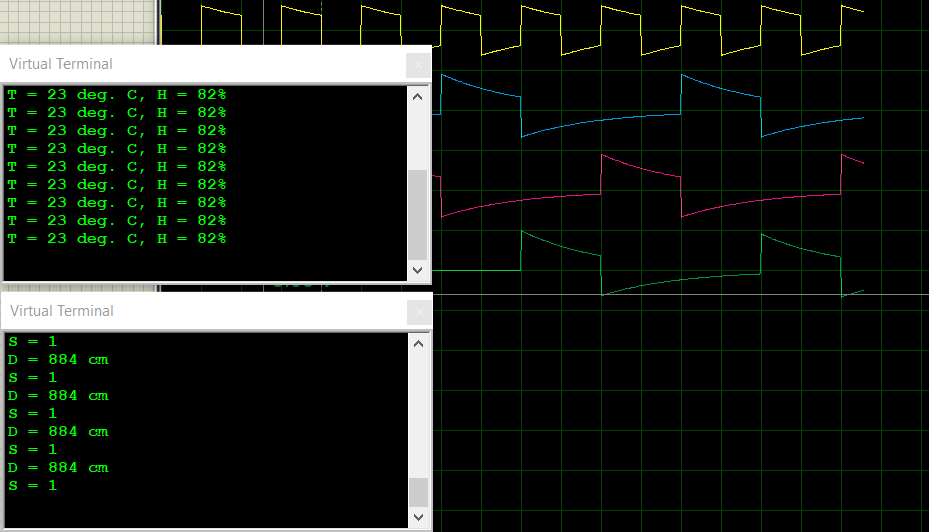 Virtual Terminal
T = 23 deg. C, H = 82%
T = 23 deg. C, H = 82%
T = 23 deg. C, H = 82%
T = 23 deg. C, H = 82%
T = 23 deg. C, H = 82%
T = 23 deg. C, H = 82%
T = 23 deg. C, H = 82%
T = 23 deg. C, H = 82%
T = 23 deg. C, H = 82%
Virtual Terminal
S = 1
D = 884 cm
S = 1
D = 884 cm
S = 1
D = 884 cm
S = 1
D = 884 cm
S = 1